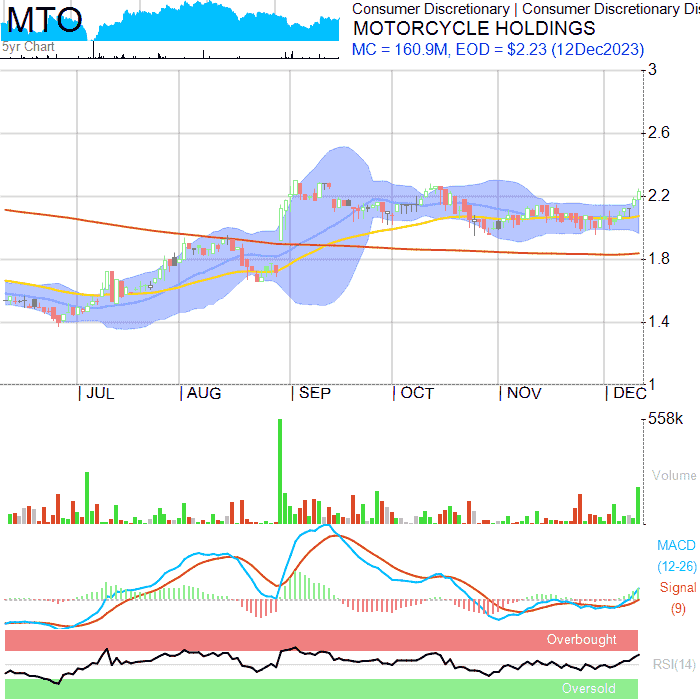 MTO
5yr Chart
Consumer Discretionary | Consumer Discretionary Dis
MOTORCYCLE HOLDINGS
MC = 160.9M, EOD = $2.23 (12Dec2023)
3
2.6
2.2
1.8
1.4
1
| JUL | AUG | SEP | OCT | NOV | DEC
558k
Volume
MACD
(12-26)
Signal
(9)
Overbought
RSI(14)
Oversold